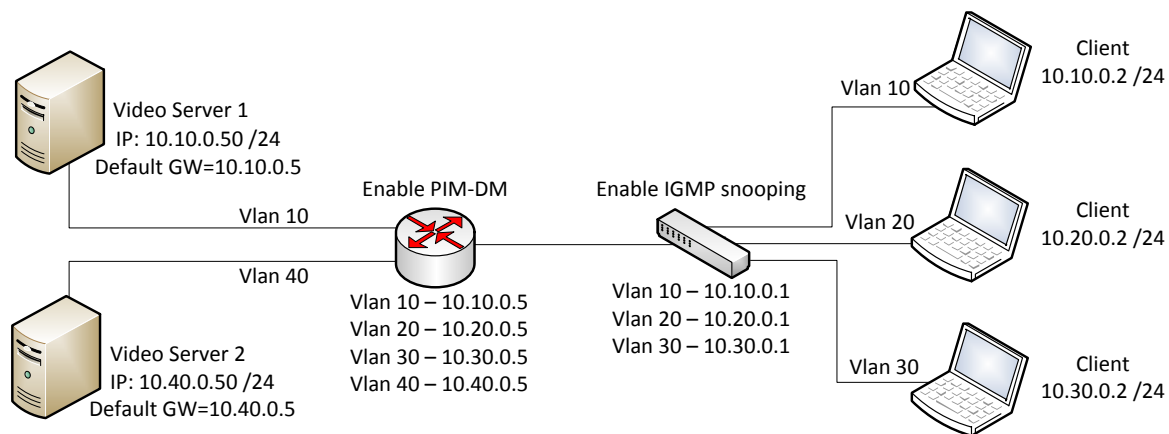 Video Server 1
IP: 10.10.0.50 /24
Default GW=10.10.0.5
Vlan 10
Vlan 40
Video Server 2
IP: 10.40.0.50 /24
Default GW=10.40.0.5
Enable PIM-DM
Vlan 10 – 10.10.0.5
Vlan 20 – 10.20.0.5
Vlan 30 – 10.30.0.5
Vlan 40 – 10.40.0.5
Enable IGMP snooping
Vlan 10 – 10.10.0.1
Vlan 20 – 10.20.0.1
Vlan 30 – 10.30.0.1
Vlan 10
Client
10.10.0.2 /24
Vlan 20
Client
10.20.0.2 /24
Vlan 30
Client
10.30.0.2 /24